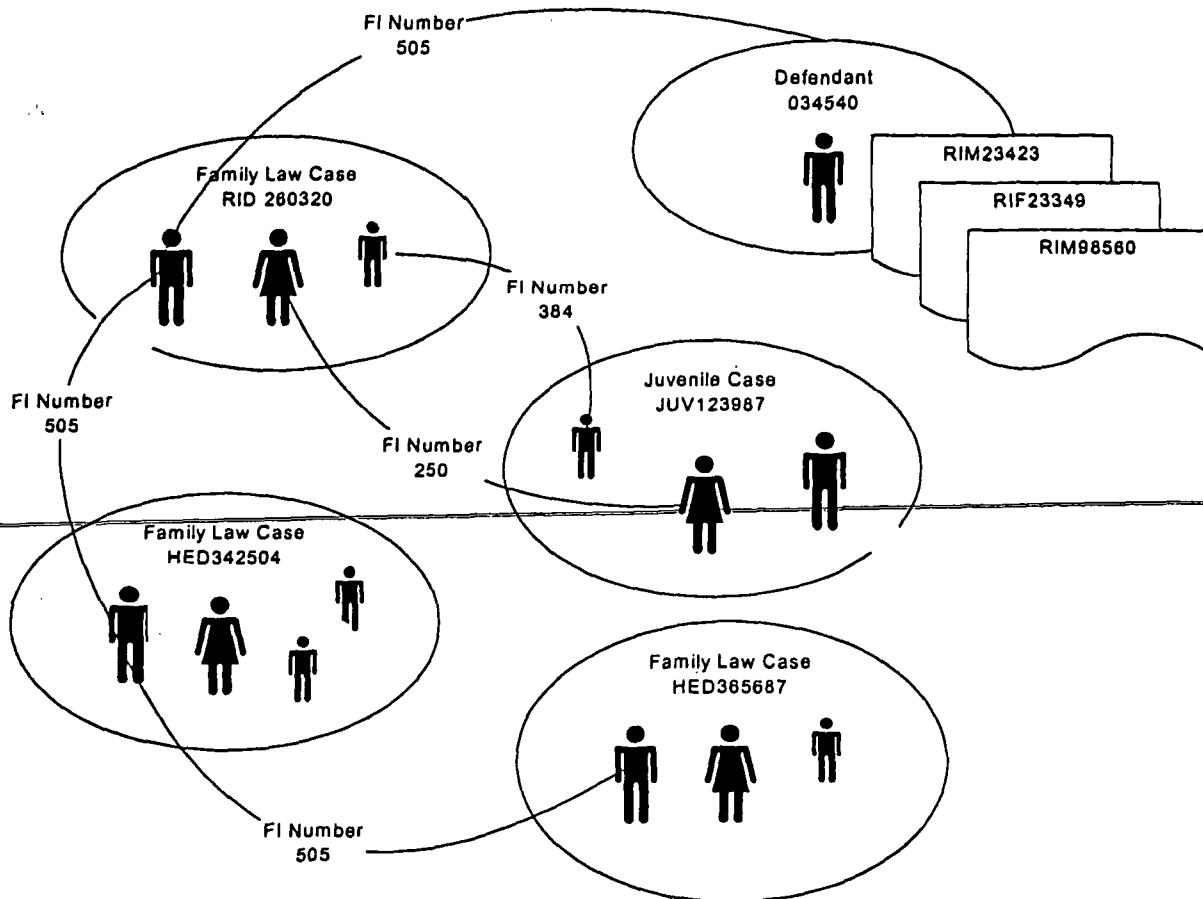 FI Number
505
Defendant
034540
RIM23423
RIF23349
RIM98560
Family Law Case
RID 260320
FI Number
384
Juvenile Case
JUV123987
FI Number
505
FI Number
250
Family Law Case
HED342504
Family Law Case
HED365687
FI Number
505